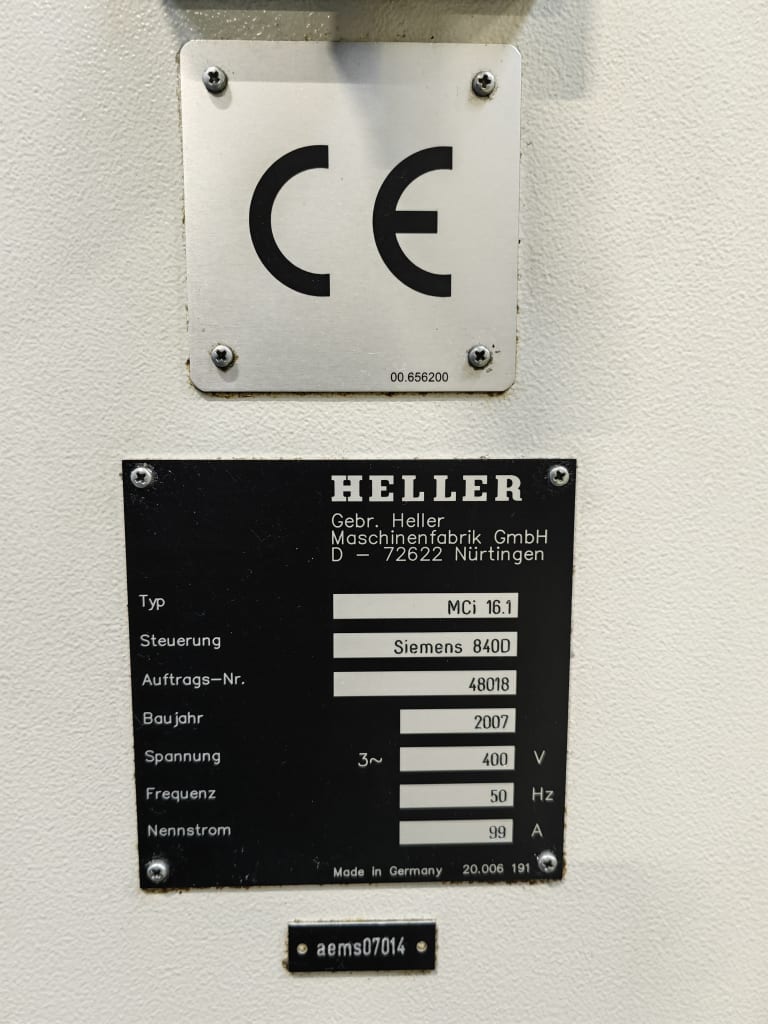 CE
00.656200
HELLER
Gebr. Heller
Maschinenfabrik GmbH
D – 72622 Nürtingen
Typ MCi 16.1
Steuerung Siemens 840D
Auftrags-Nr. 48018
Baujahr 2007
Spannung 3~ 400 V
Frequenz 50 Hz
Nennstrom 99 A
Made in Germany 20.006 191
aems07014